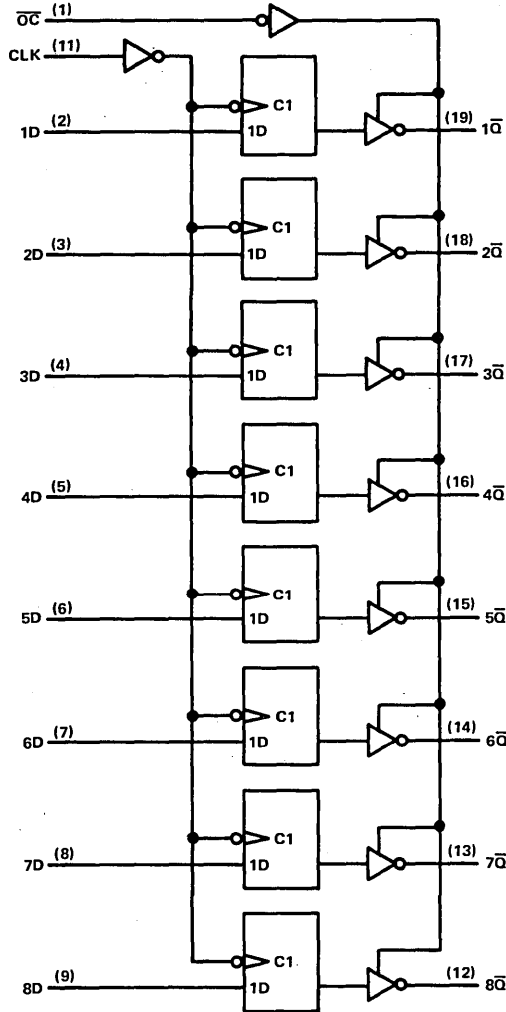 O̅C̅ (1)
CLK (11)
C1
1D (2) 1D (19) 1Q̅
C1
2D (3) 1D (18) 2Q̅
C1
3D (4) 1D (17) 3Q̅
C1
4D (5) 1D (16) 4Q̅
C1
5D (6) 1D (15) 5Q̅
C1
6D (7) 1D (14) 6Q̅
C1
7D (8) 1D (13) 7Q̅
C1
8D (9) 1D (12) 8Q̅